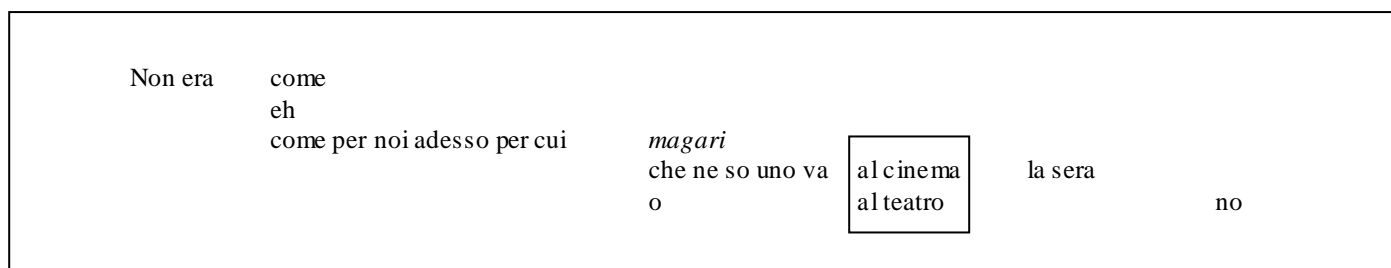 Non era come
eh
come per noi adesso per cui magari
che ne so uno va al cinema la sera
o al teatro no